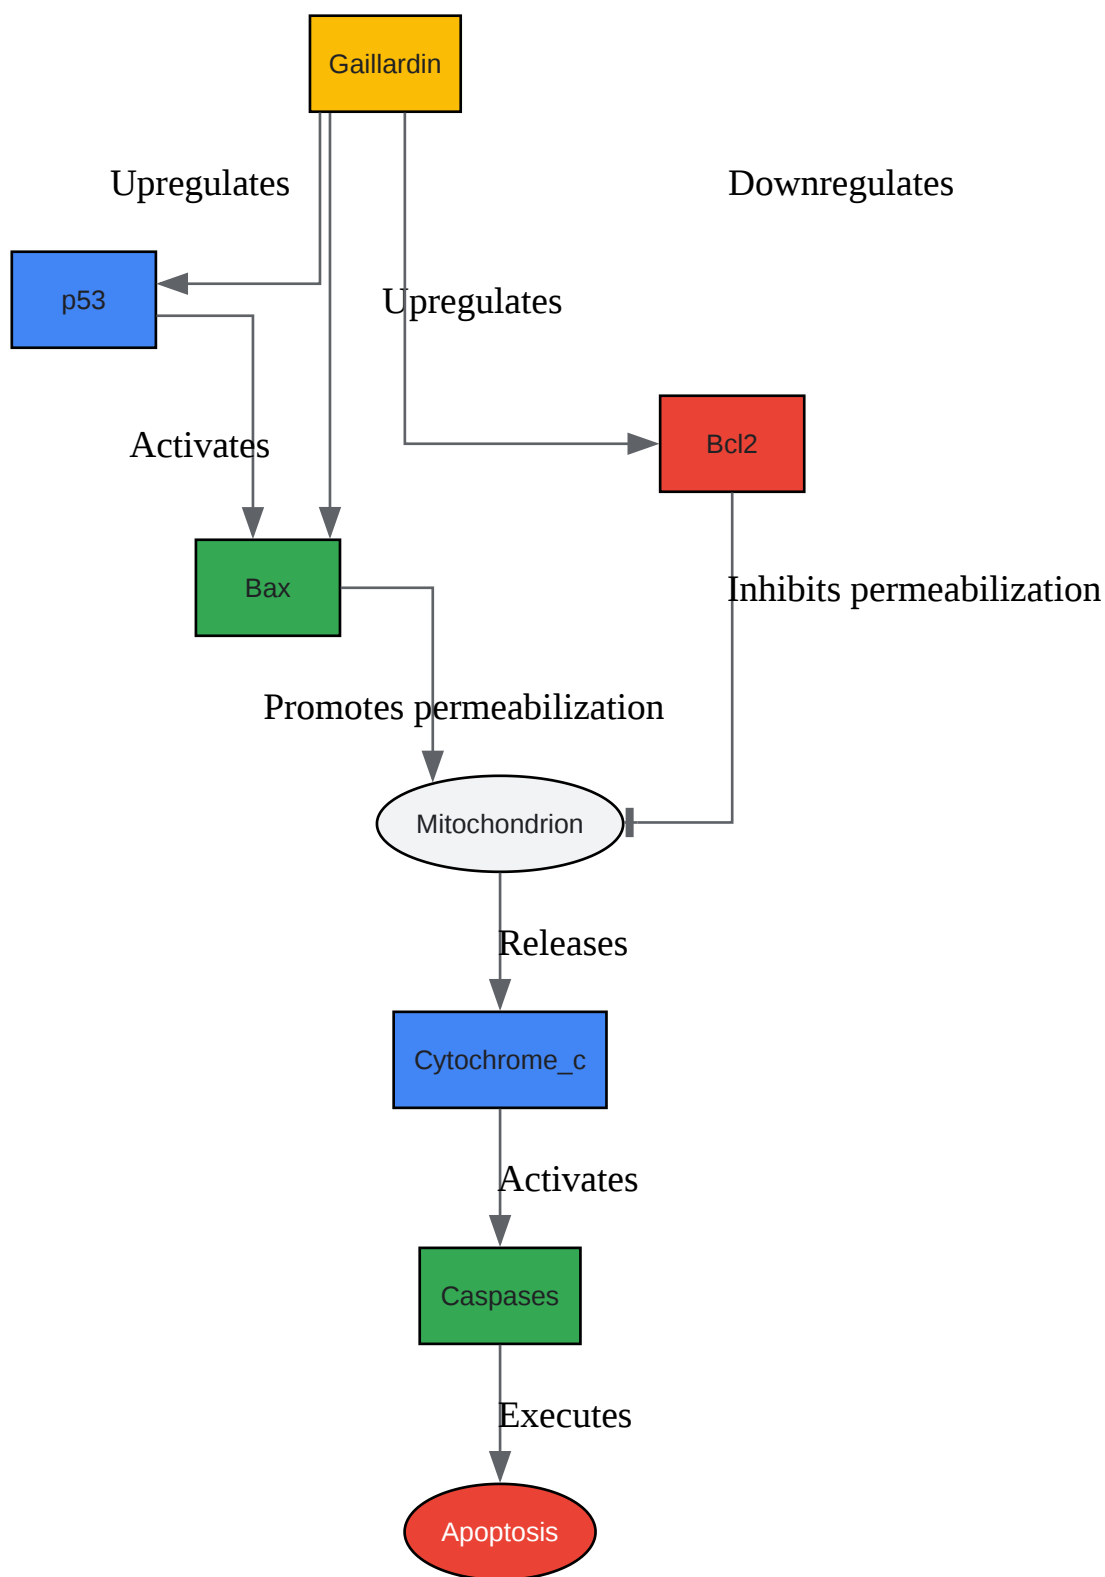 Gaillardin
Upregulates
Downregulates
p53
Upregulates
Activates
Bcl2
Bax
Inhibits permeabilization
Promotes permeabilization
Mitochondrion
Releases
Cytochrome_c
Activates
Caspases
Executes
Apoptosis